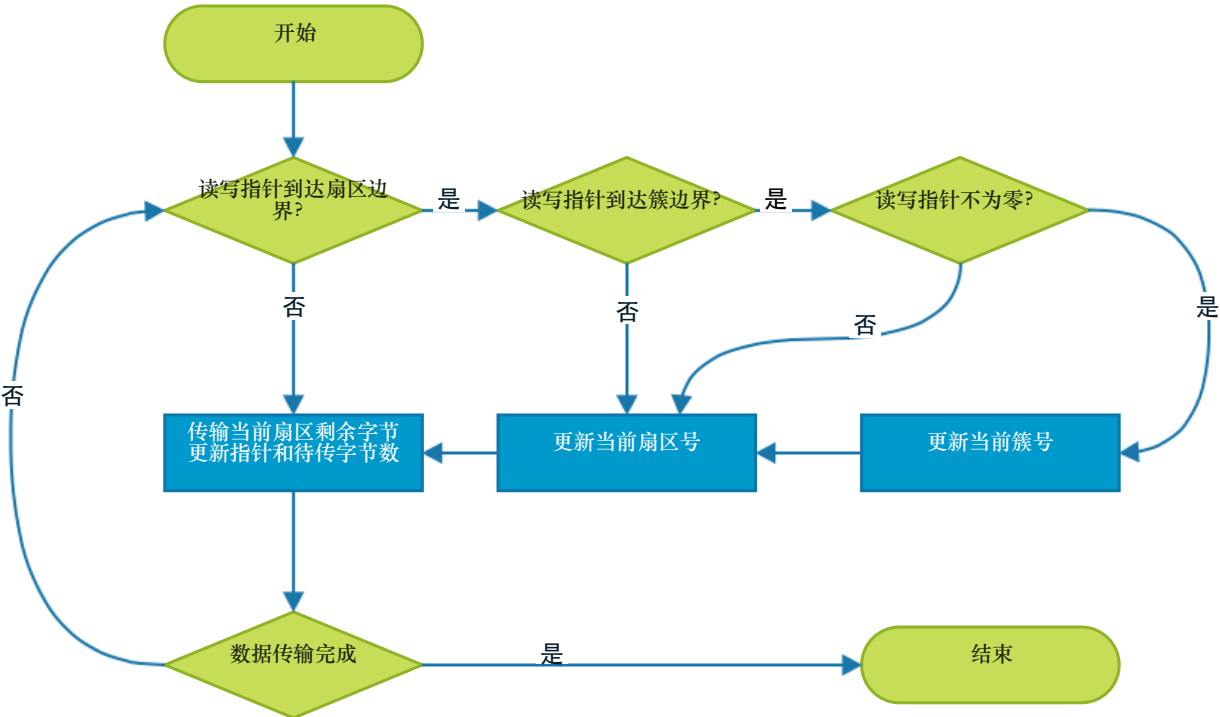 开始
读写指针到达扇区边
界?
是
读写指针到达簇边界?
是
读写指针不为零?
否
否
否
是
否
传输当前扇区剩余字节
更新指针和待传字节数
更新当前扇区号
更新当前簇号
数据传输完成
是
结束